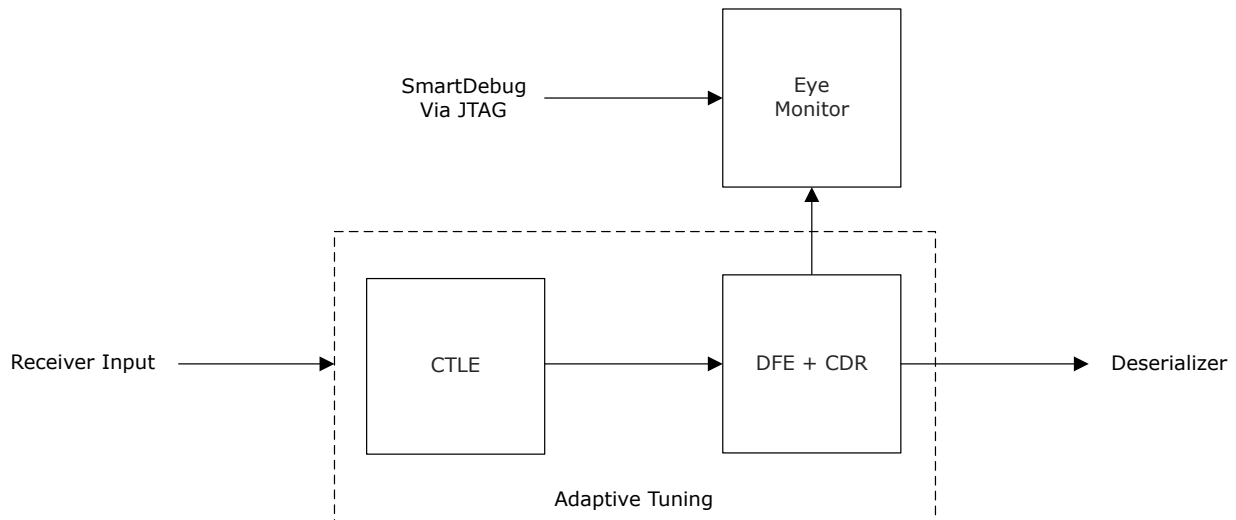 SmartDebug
Via JTAG
Eye
Monitor
Receiver Input
CTLE
DFE + CDR
Deserializer
Adaptive Tuning